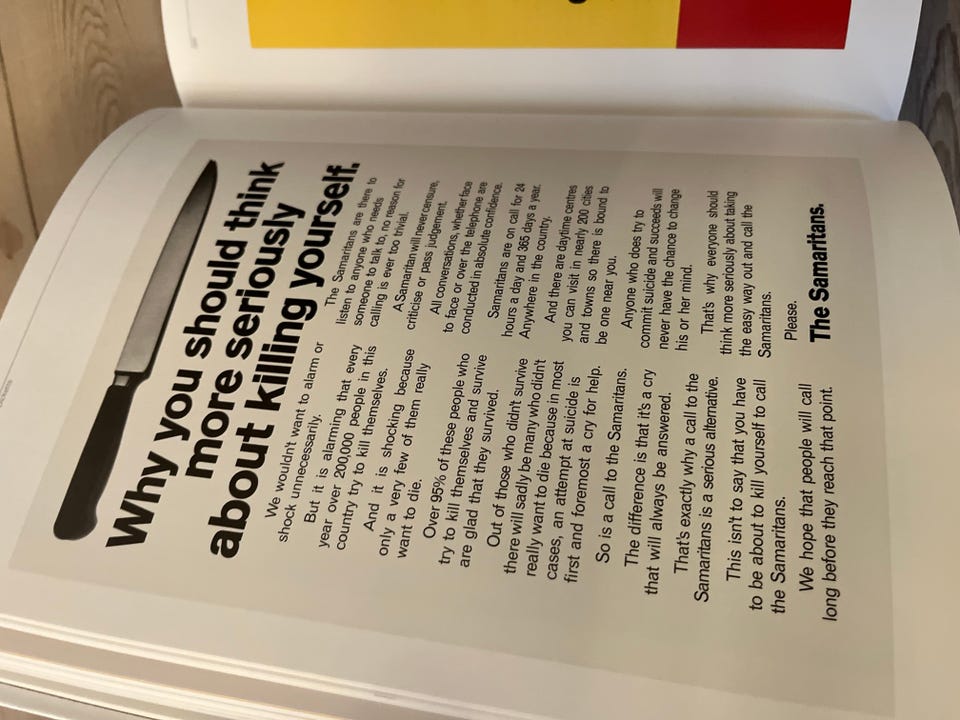 Why you should think
more seriously
about killing yourself.
We wouldn't want to alarm or
shock unnecessarily.
But it is alarming that every
year over 200,000 people in this
country try to kill themselves.
And it is shocking because
only a very few of them really
want to die.
Over 95% of these people who
try to kill themselves and survive
are glad that they survived.
Out of those who didn't survive
there will sadly be many who didn't
really want to die because in most
cases, an attempt at suicide is
first and foremost a cry for help.
So is a call to the Samaritans.
The difference is that it's a cry
that will always be answered.
That's exactly why a call to the
Samaritans is a serious alternative.
This isn't to say that you have
to be about to kill yourself to call
the Samaritans.
We hope that people will call
long before they reach that point.
The Samaritans are there to
listen to anyone who needs
someone to talk to, no reason for
calling is ever too trivial.
A Samaritan will never censure,
criticise or pass judgement.
All conversations, whether face
to face or over the telephone are
conducted in absolute confidence.
Samaritans are on call for 24
hours a day and 365 days a year.
Anywhere in the country.
And there are daytime centres
you can visit in nearly 200 cities
and towns so there is bound to
be one near you.
Anyone who does try to
commit suicide and succeeds will
never have the chance to change
his or her mind.
That's why everyone should
think more seriously about taking
the easy way out and call the
Samaritans.
Please.
The Samaritans.